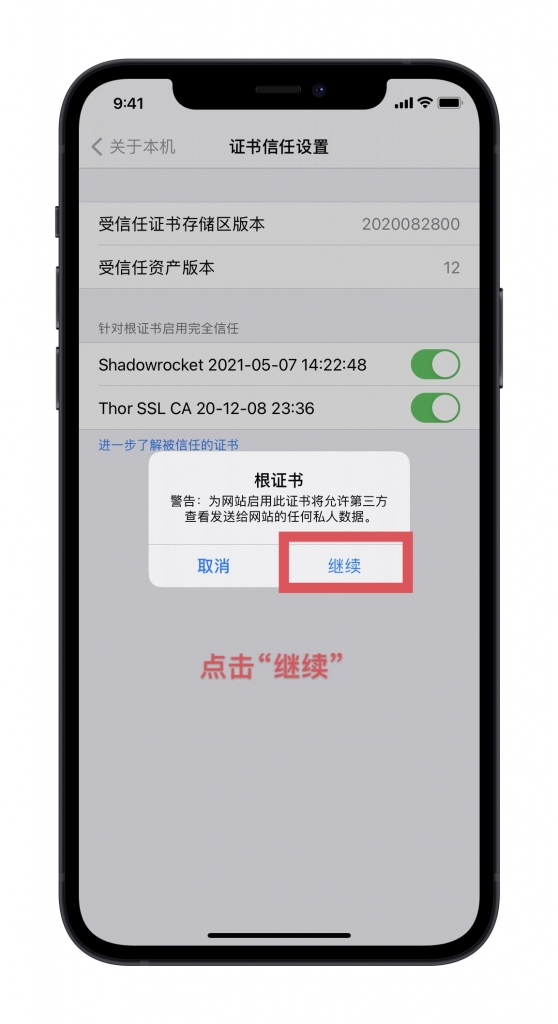 9:41
关于本机
证书信任设置
受信任证书存储区版本 2020082800
受信任资产版本 12
针对根证书启用完全信任
Shadowrocket 2021-05-07 14:22:48
Thor SSL CA 20-12-08 23:36
进一步了解被信任的证书
根证书
警告：为网站启用此证书将允许第三方
查看发送给网站的任何私人数据。
取消 继续
点击“继续”